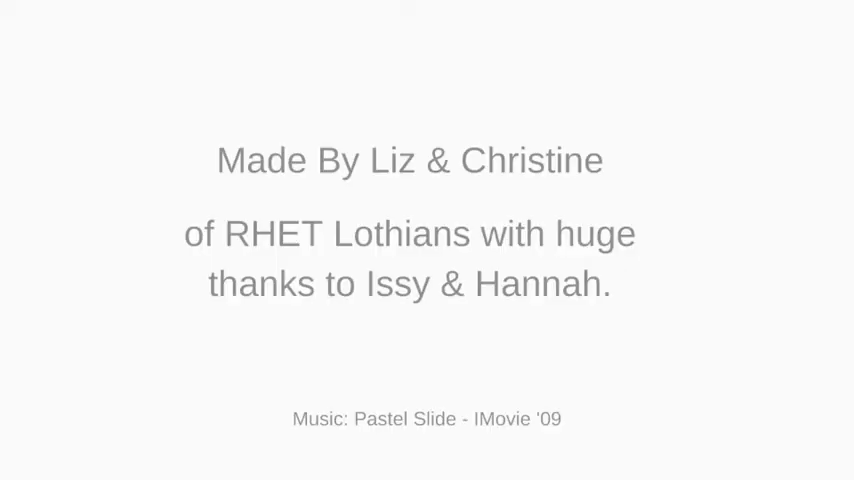 Made By Liz & Christine
of RHET Lothians with huge
thanks to Issy & Hannah.
Music: Pastel Slide - IMovie '09